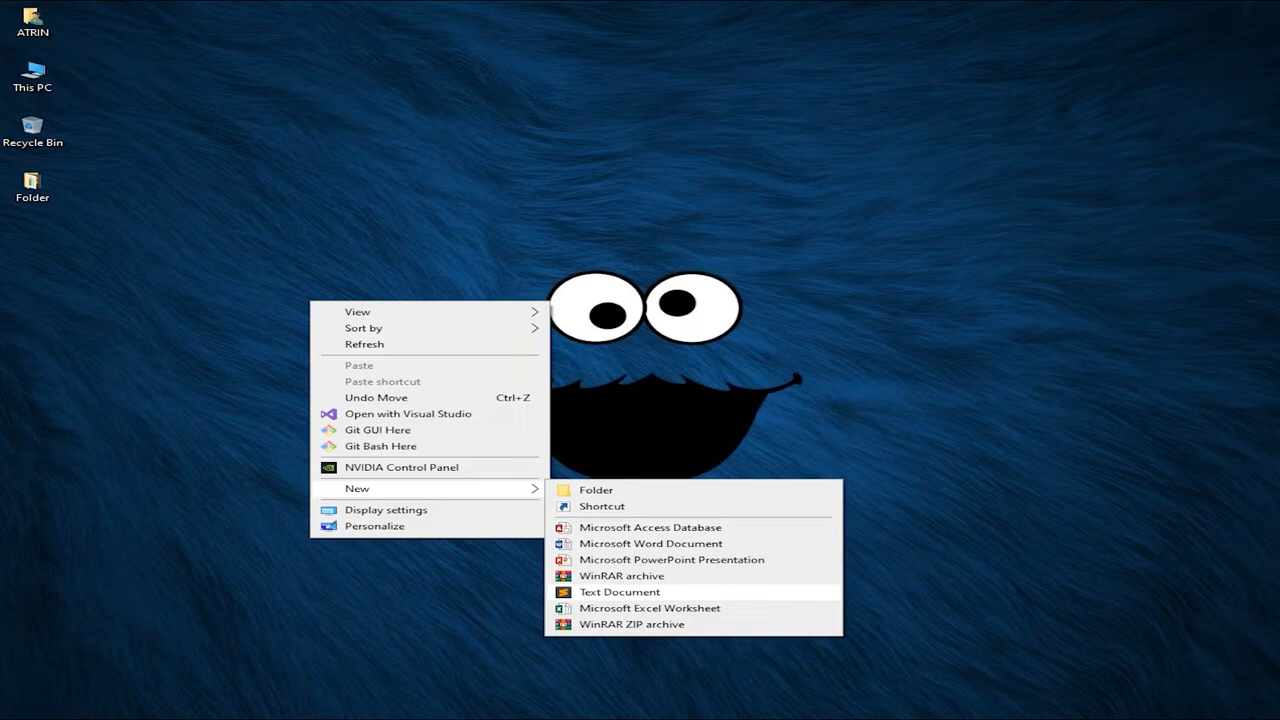 ATRIN
This PC
Recycle Bin
Folder
View
Sort by
Refresh
Paste
Paste shortcut
Undo Move Ctrl+Z
Open with Visual Studio
Git GUI Here
Git Bash Here
NVIDIA Control Panel
New
Display settings
Personalize
Folder
Shortcut
Microsoft Access Database
Microsoft Word Document
Microsoft PowerPoint Presentation
WinRAR archive
Text Document
Microsoft Excel Worksheet
WinRAR ZIP archive